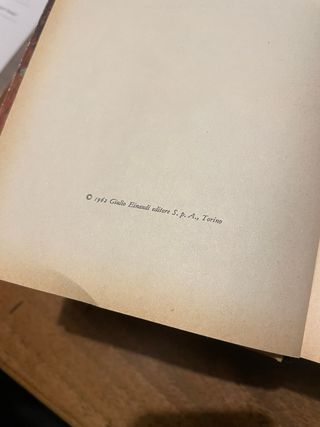 © 1962 Giulio Einaudi editore S. p. A., Torino